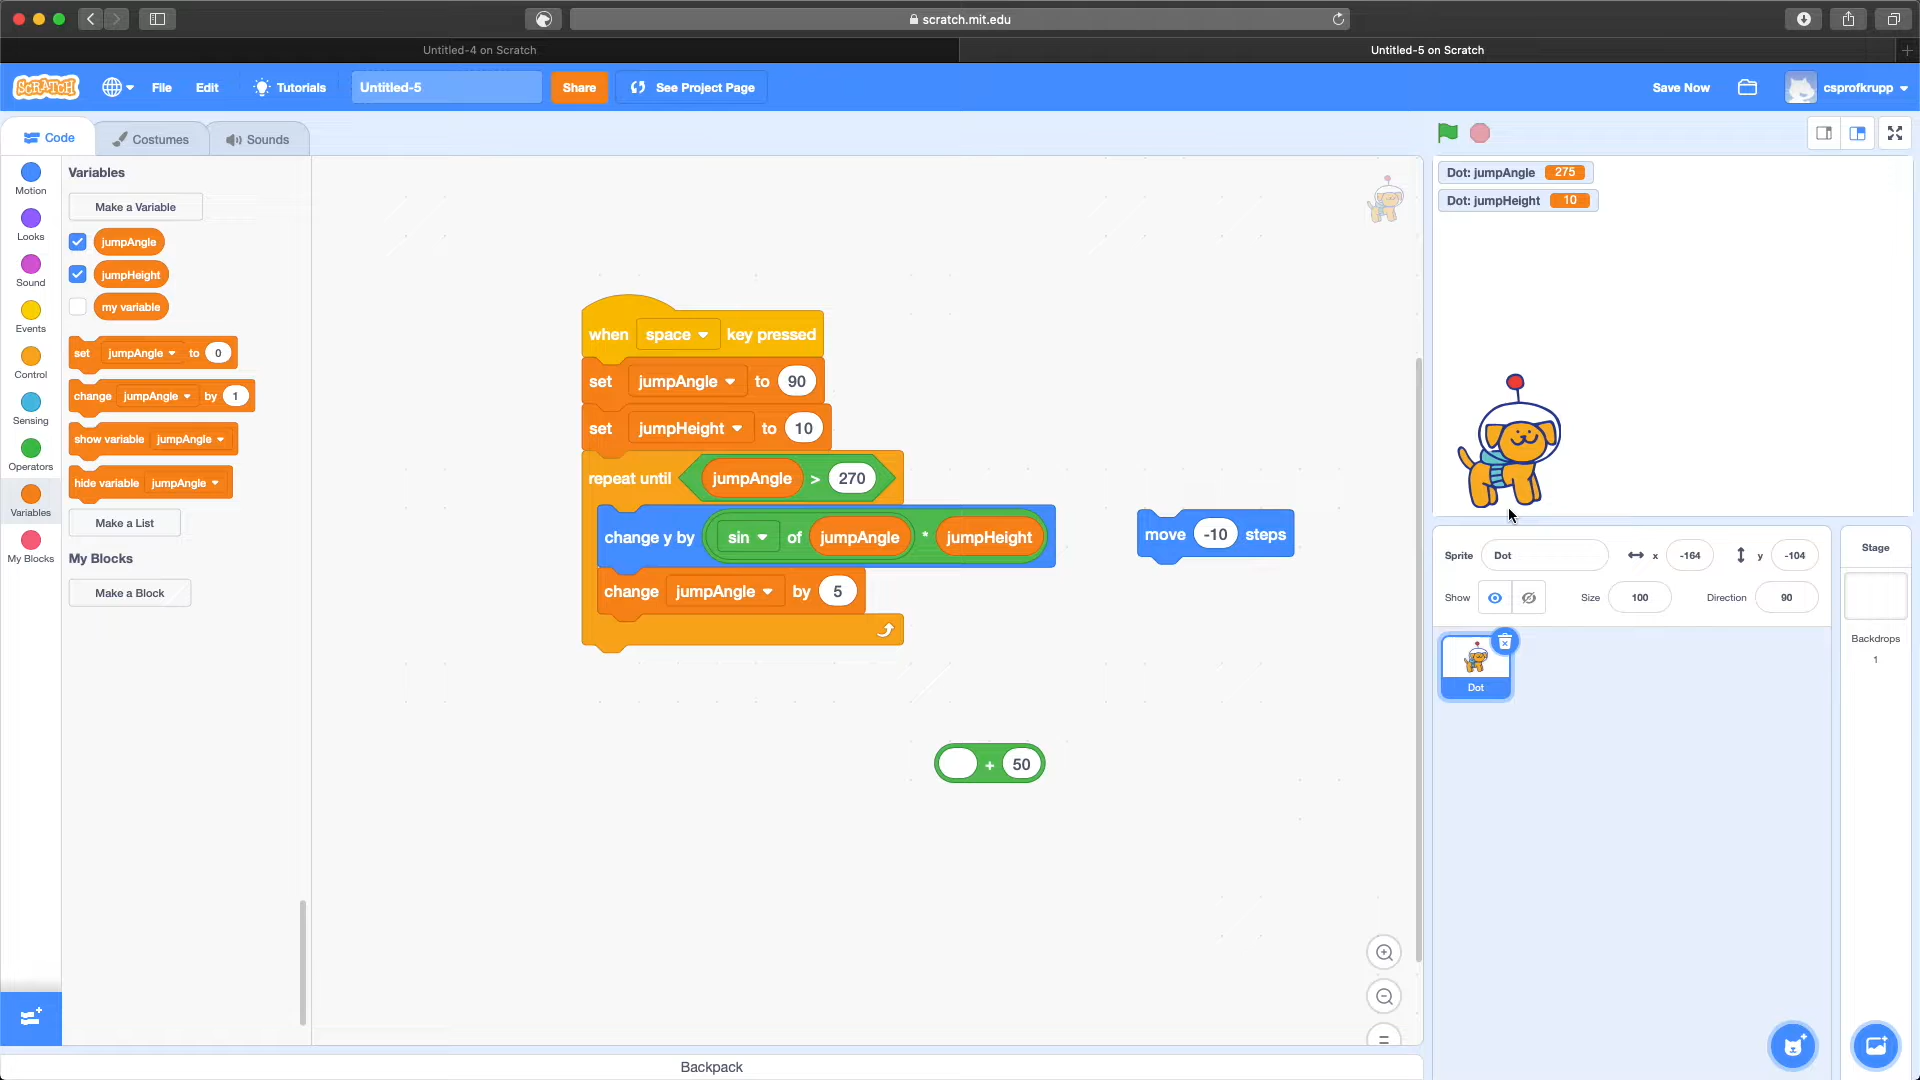 scratch.mit.edu
Untitled-4 on Scratch
Untitled-5 on Scratch
SCRATCH
File
Edit
Tutorials
Untitled-5
Share
See Project Page
Save Now
csprofkrupp
Code
Costumes
Sounds
Motion
Looks
Sound
Events
Control
Sensing
Operators
Variables
My Blocks
Variables
Make a Variable
jumpAngle
jumpHeight
my variable
set jumpAngle to 0
change jumpAngle by 1
show variable jumpAngle
hide variable jumpAngle
Make a List
My Blocks
Make a Block
when space key pressed
set jumpAngle to 90
set jumpHeight to 10
repeat until jumpAngle > 270
change y by sin of jumpAngle * jumpHeight
change jumpAngle by 5
move -10 steps
+ 50
Dot: jumpAngle 275
Dot: jumpHeight 10
Sprite Dot x -164 y -104
Show Size 100 Direction 90
Dot
Stage
Backdrops
1
Backpack